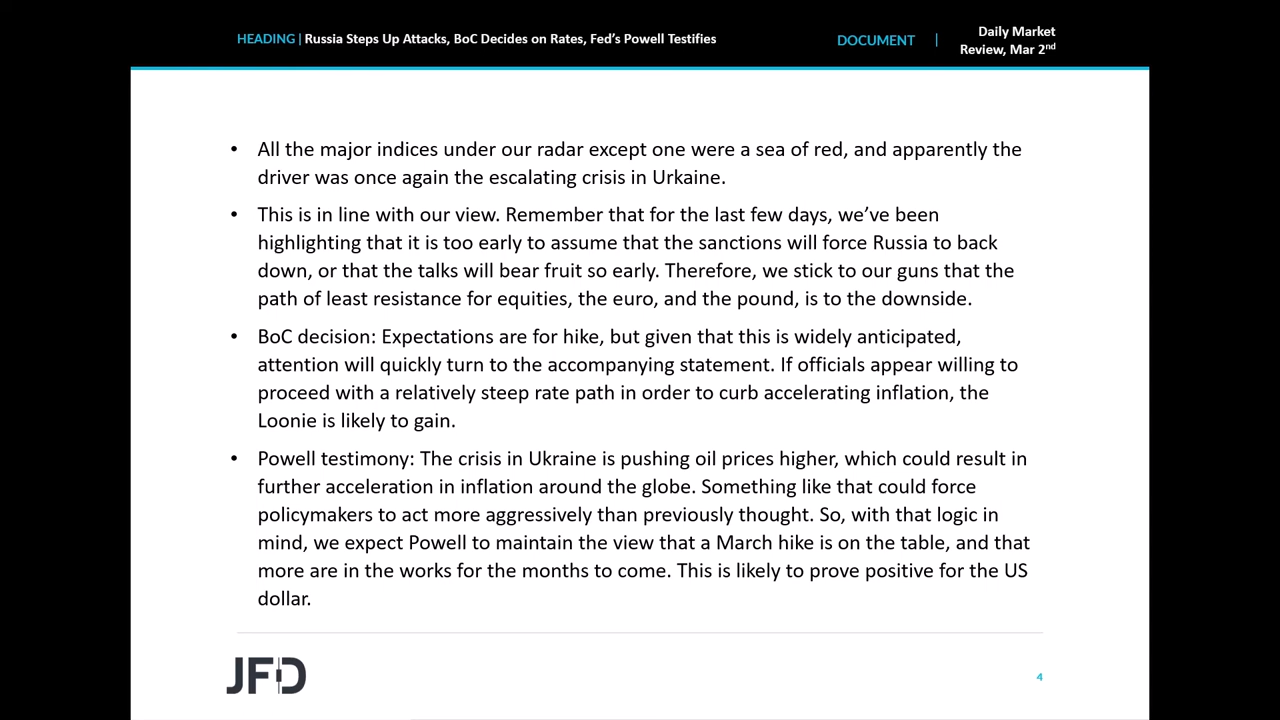 HEADING | Russia Steps Up Attacks, BoC Decides on Rates, Fed's Powell Testifies
DOCUMENT |
Daily Market
Review, Mar 2nd
• All the major indices under our radar except one were a sea of red, and apparently the
driver was once again the escalating crisis in Urkaine.
• This is in line with our view. Remember that for the last few days, we've been
highlighting that it is too early to assume that the sanctions will force Russia to back
down, or that the talks will bear fruit so early. Therefore, we stick to our guns that the
path of least resistance for equities, the euro, and the pound, is to the downside.
• BoC decision: Expectations are for hike, but given that this is widely anticipated,
attention will quickly turn to the accompanying statement. If officials appear willing to
proceed with a relatively steep rate path in order to curb accelerating inflation, the
Loonie is likely to gain.
• Powell testimony: The crisis in Ukraine is pushing oil prices higher, which could result in
further acceleration in inflation around the globe. Something like that could force
policymakers to act more aggressively than previously thought. So, with that logic in
mind, we expect Powell to maintain the view that a March hike is on the table, and that
more are in the works for the months to come. This is likely to prove positive for the US
dollar.
JFD
4